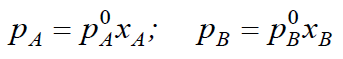 p_A = p_A^0 x_A;   p_B = p_B^0 x_B